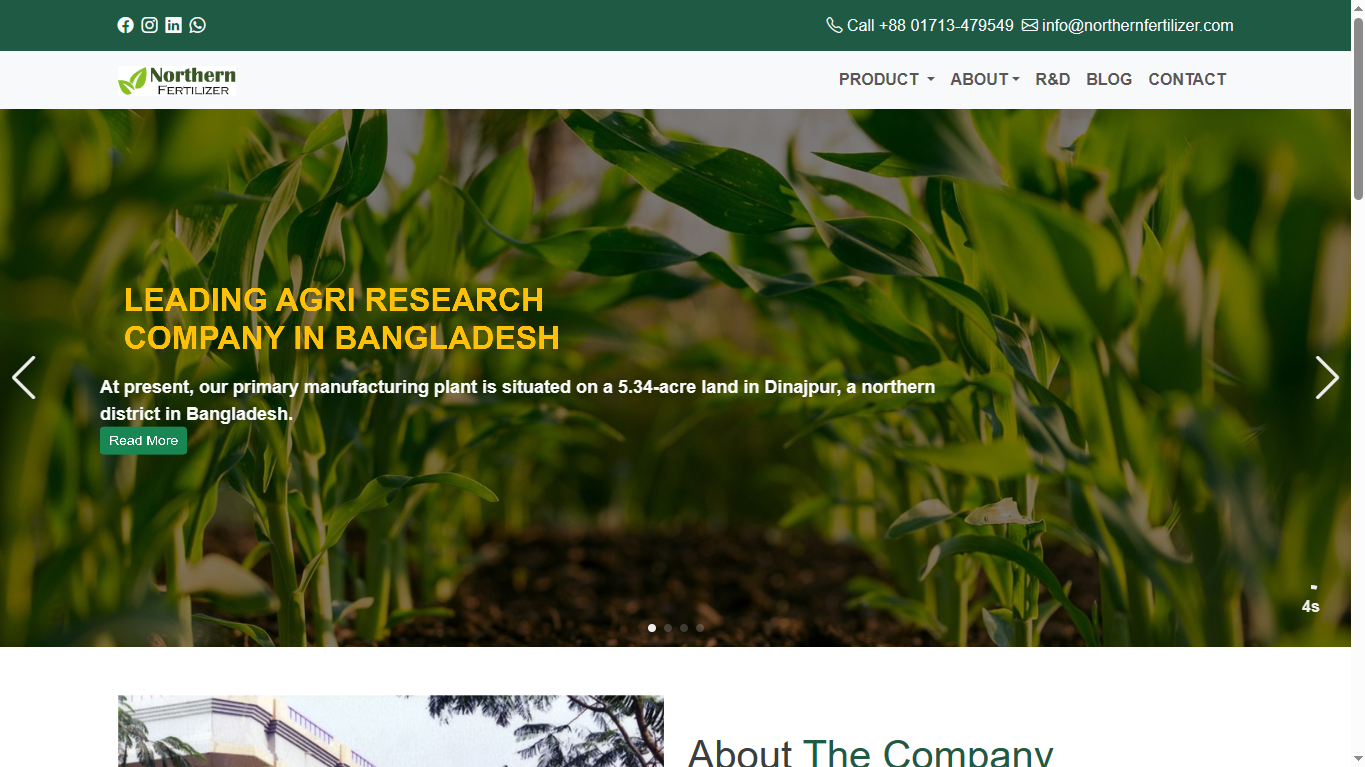 Call +88 01713-479549 info@northernfertilizer.com
Northern
FERTILIZER
PRODUCT ABOUT R&D BLOG CONTACT
LEADING AGRI RESEARCH
COMPANY IN BANGLADESH
At present, our primary manufacturing plant is situated on a 5.34-acre land in Dinajpur, a northern
district in Bangladesh.
Read More
4s
About The Company